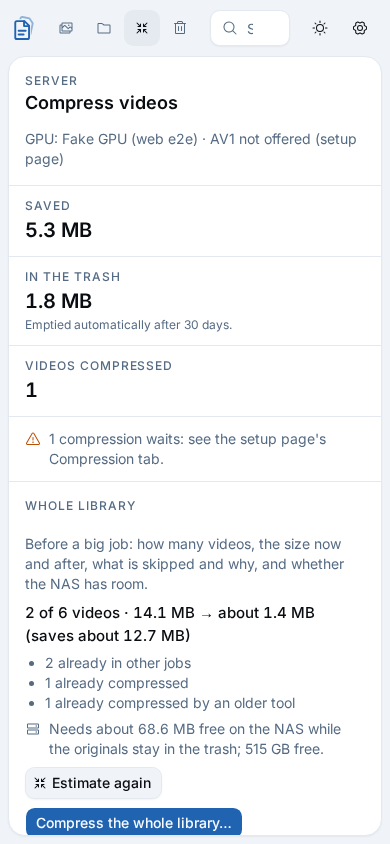 S
SERVER
Compress videos
GPU: Fake GPU (web e2e) · AV1 not offered (setup
page)
SAVED
5.3 MB
IN THE TRASH
1.8 MB
Emptied automatically after 30 days.
VIDEOS COMPRESSED
1
1 compression waits: see the setup page's
Compression tab.
WHOLE LIBRARY
Before a big job: how many videos, the size now
and after, what is skipped and why, and whether
the NAS has room.
2 of 6 videos · 14.1 MB → about 1.4 MB
(saves about 12.7 MB)
• 2 already in other jobs
• 1 already compressed
• 1 already compressed by an older tool
Needs about 68.6 MB free on the NAS while
the originals stay in the trash; 515 GB free.
Estimate again
Compress the whole library...